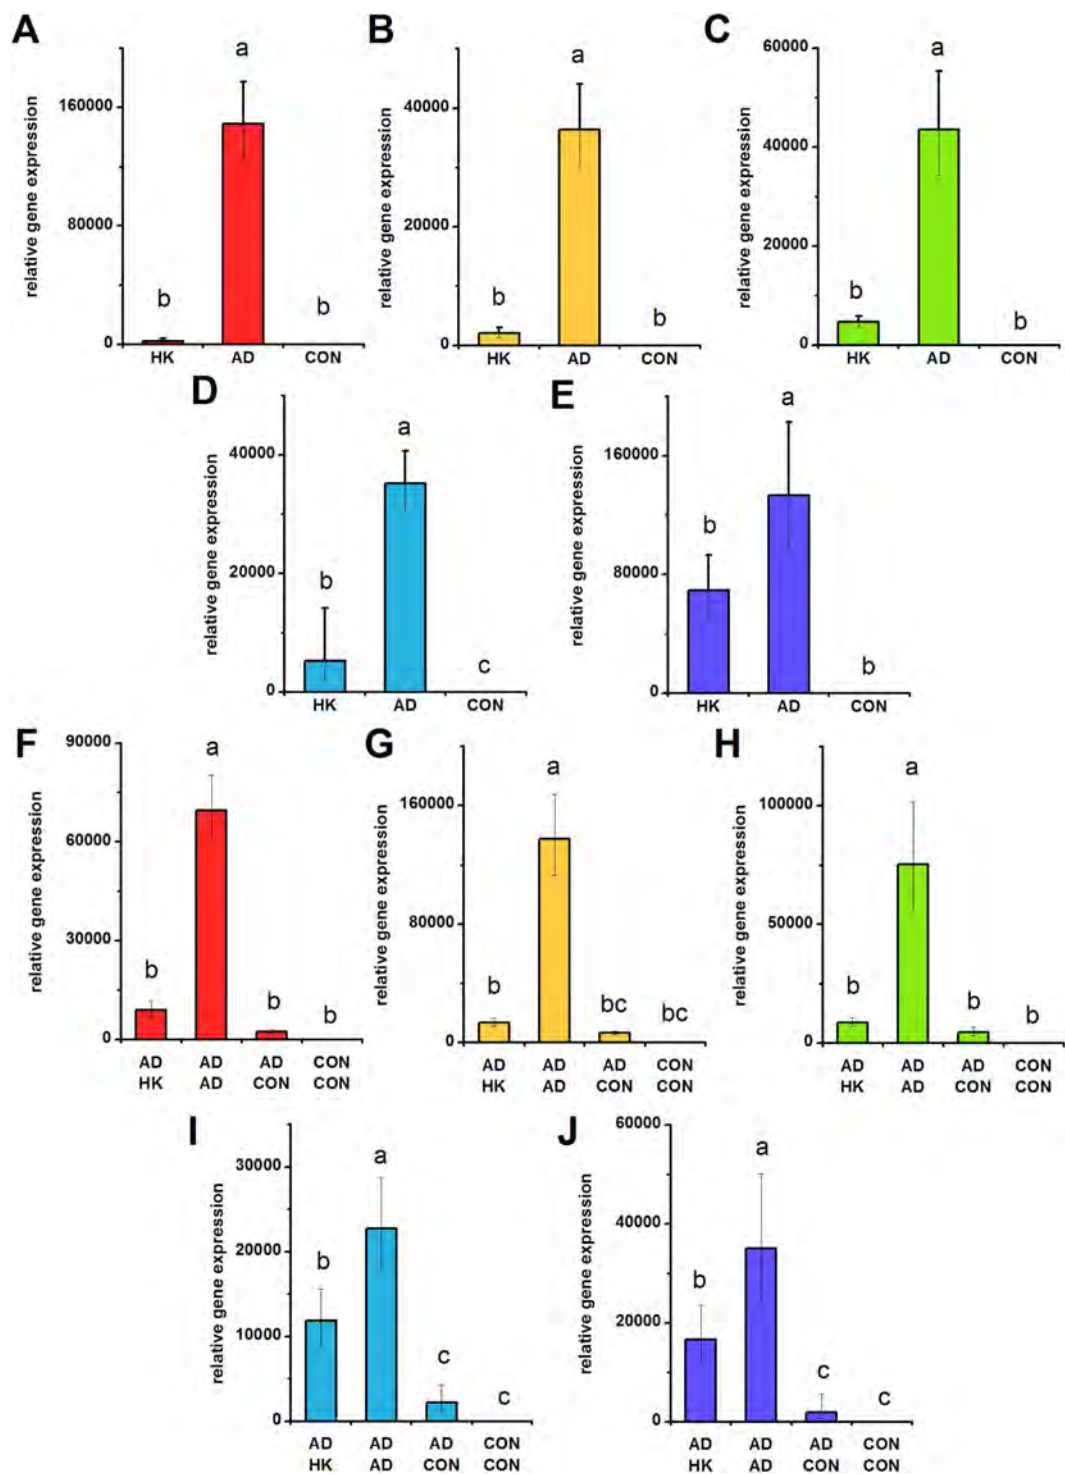 A
relative gene expression
160000
80000
0
b
a
b
HK AD CON
B
relative gene expression
40000
20000
0
b
a
b
HK AD CON
C
relative gene expression
60000
40000
20000
0
b
a
b
HK AD CON
D
relative gene expression
40000
20000
0
b
a
c
HK AD CON
E
relative gene expression
160000
80000
0
b
a
b
HK AD CON
F
relative gene expression
90000
60000
30000
0
b
a
b
b
AD AD AD CON
HK AD CON CON
G
relative gene expression
160000
80000
0
b
a
bc
bc
AD AD AD CON
HK AD CON CON
H
relative gene expression
100000
50000
0
b
a
b
b
AD AD AD CON
HK AD CON CON
I
relative gene expression
30000
20000
10000
0
b
a
c
c
AD AD AD CON
HK AD CON CON
J
relative gene expression
60000
40000
20000
0
b
a
c
c
AD AD AD CON
HK AD CON CON